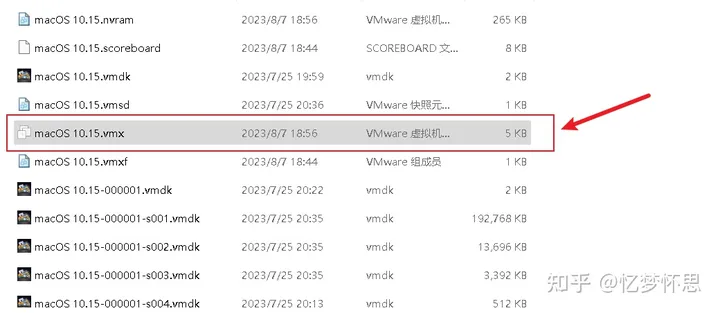 macOS 10.15.nvram 2023/8/7 18:56 VMware 虚拟机... 265 KB
macOS 10.15.scoreboard 2023/8/7 18:44 SCOREBOARD 文... 8 KB
macOS 10.15.vmdk 2023/7/25 19:59 vmdk 2 KB
macOS 10.15.vmsd 2023/7/25 20:36 VMware 快照元... 1 KB
macOS 10.15.vmx 2023/8/7 18:56 VMware 虚拟机... 5 KB
macOS 10.15.vmxf 2023/8/7 18:44 VMware 组成员 1 KB
macOS 10.15-000001.vmdk 2023/7/25 20:22 vmdk 2 KB
macOS 10.15-000001-s001.vmdk 2023/7/25 20:35 vmdk 192,768 KB
macOS 10.15-000001-s002.vmdk 2023/7/25 20:35 vmdk 13,696 KB
macOS 10.15-000001-s003.vmdk 2023/7/25 20:35 vmdk 3,392 KB
macOS 10.15-000001-s004.vmdk 2023/7/25 20:13 vmdk 512 KB
知乎 @忆梦怀思